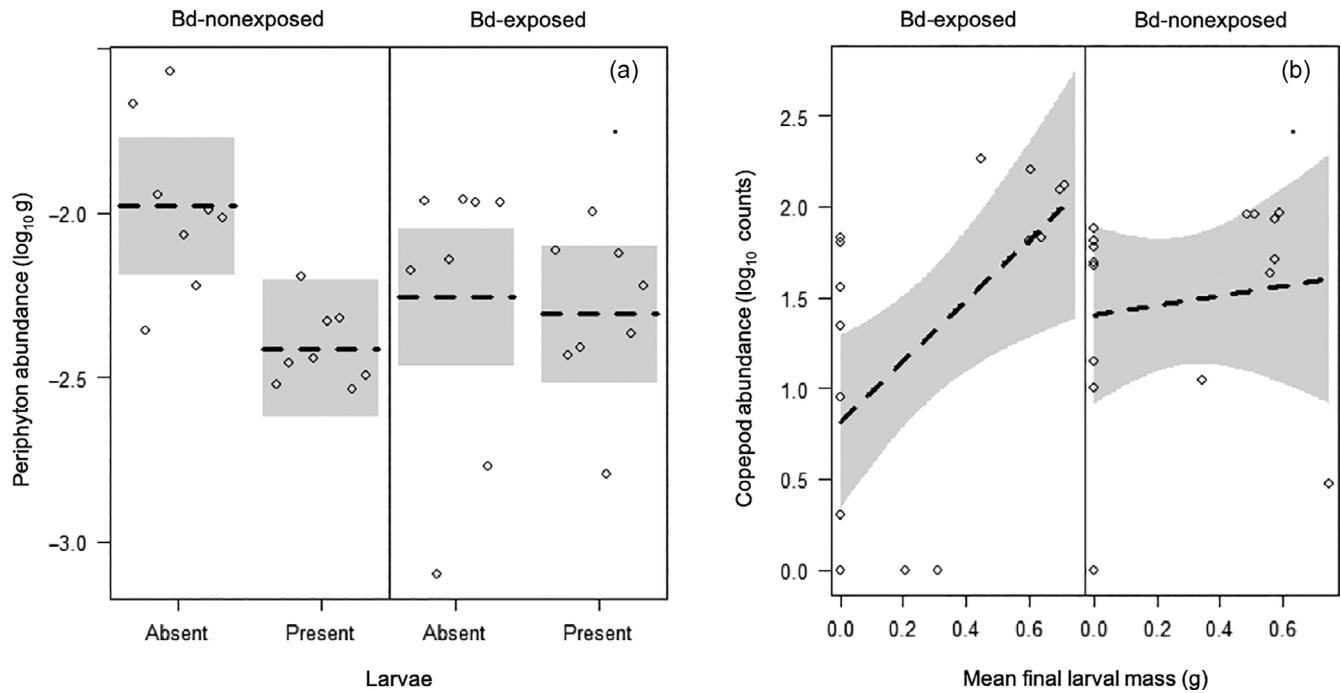 Bd-nonexposed Bd-exposed
(a)
Periphyton abundance (log10 g)
−2.0
−2.5
−3.0
Absent Present Absent Present
Larvae
Bd-exposed Bd-nonexposed
(b)
Copepod abundance (log10 counts)
2.5
2.0
1.5
1.0
0.5
0.0
0.0 0.2 0.4 0.6 0.0 0.2 0.4 0.6
Mean final larval mass (g)